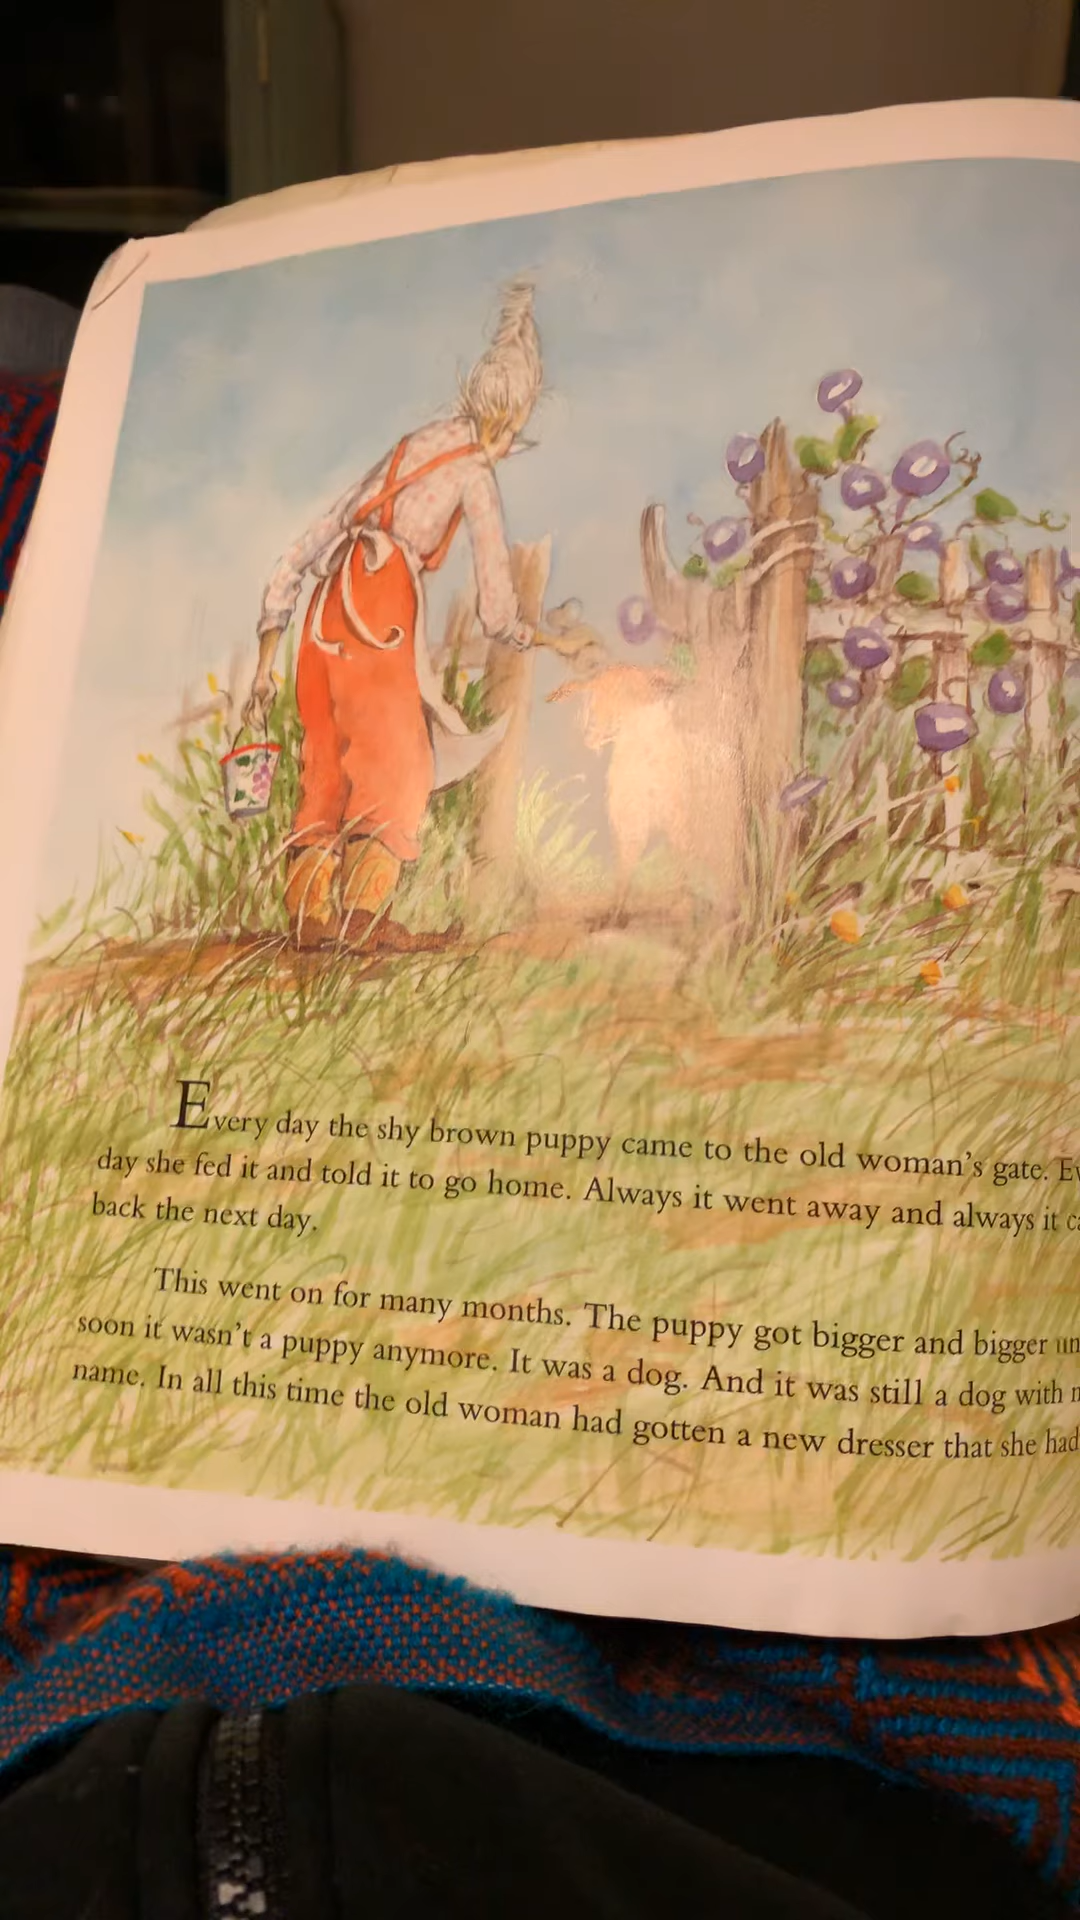 Every day the shy brown puppy came to the old woman's gate.
day she fed it and told it to go home. Always it went away and always it
back the next day.
This went on for many months. The puppy got bigger and bigger
soon it wasn't a puppy anymore. It was a dog. And it was still a dog with
name. In all this time the old woman had gotten a new dresser that she had